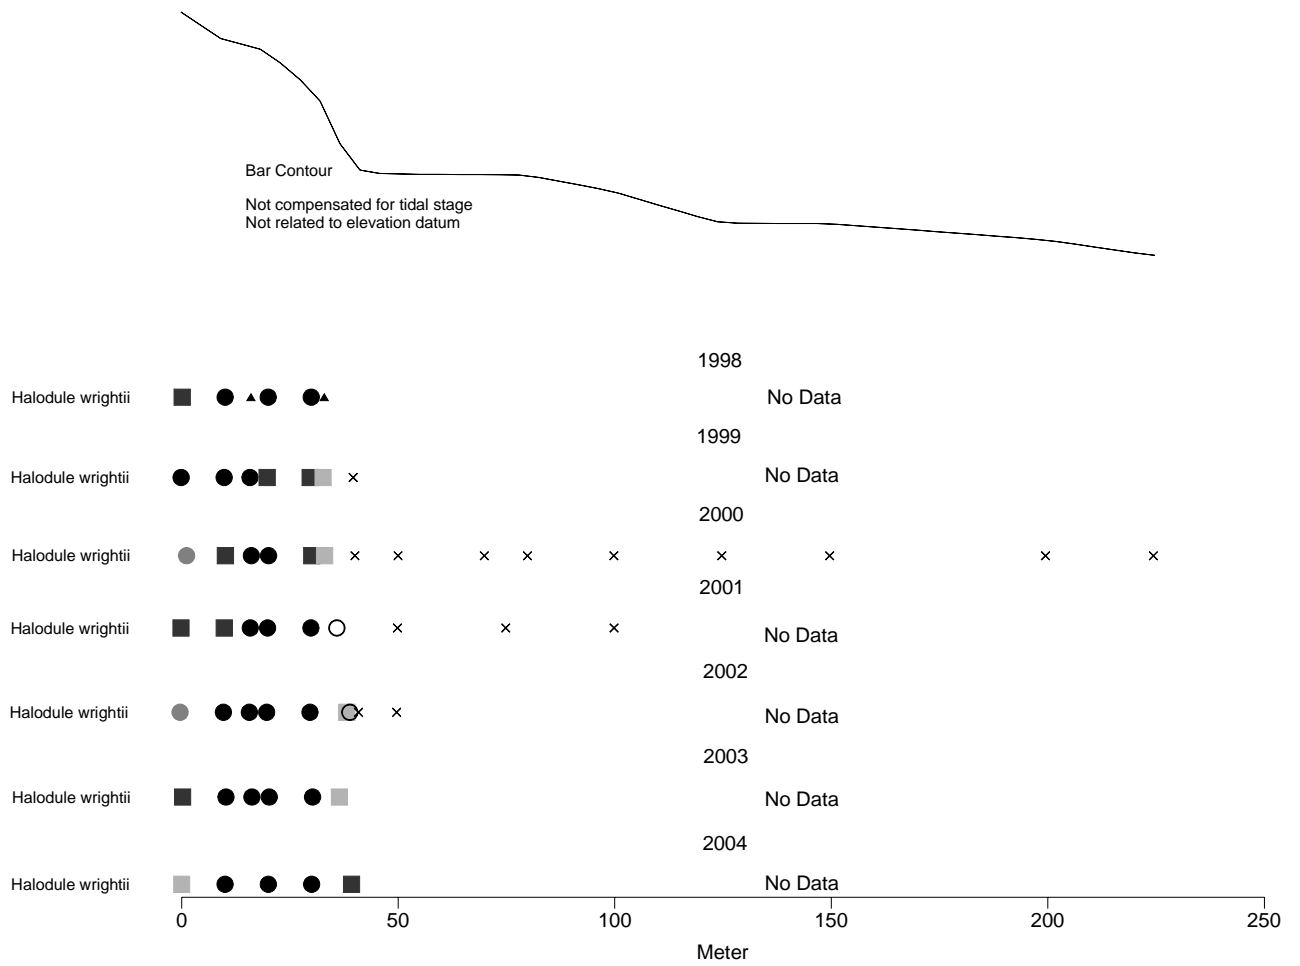 Bar Contour
Not compensated for tidal stage
Not related to elevation datum
1998
Halodule wrightii No Data
1999
Halodule wrightii No Data
2000
Halodule wrightii
2001
Halodule wrightii No Data
2002
Halodule wrightii No Data
2003
Halodule wrightii No Data
2004
Halodule wrightii No Data
0 50 100 150 200 250
Meter